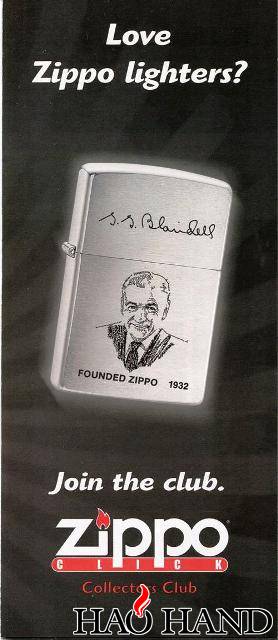 Love
Zippo lighters?
G. G. Blaisdell
FOUNDED ZIPPO 1932
Join the club.
zippo®
CLICK
Collectors Club
HAO HAND